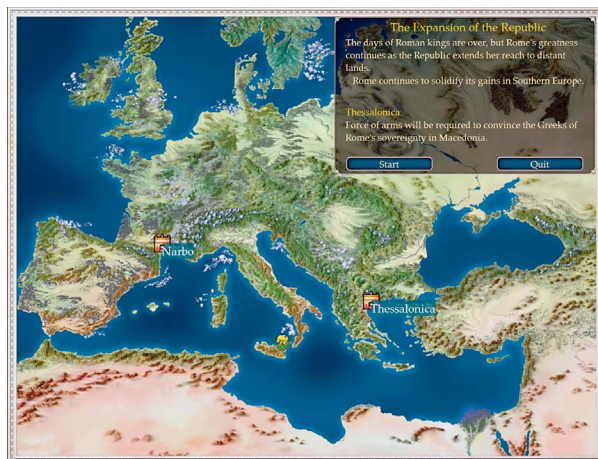 The Expansion of the Republic
The days of Roman kings are over, but Rome's greatness
continues as the Republic extends her reach to distant
lands.
Rome continues to solidify its gains in Southern Europe.
Thessalonica
Force of arms will be required to convince the Greeks of
Rome's sovereignty in Macedonia.
Start
Quit
Narbo
Thessalonica